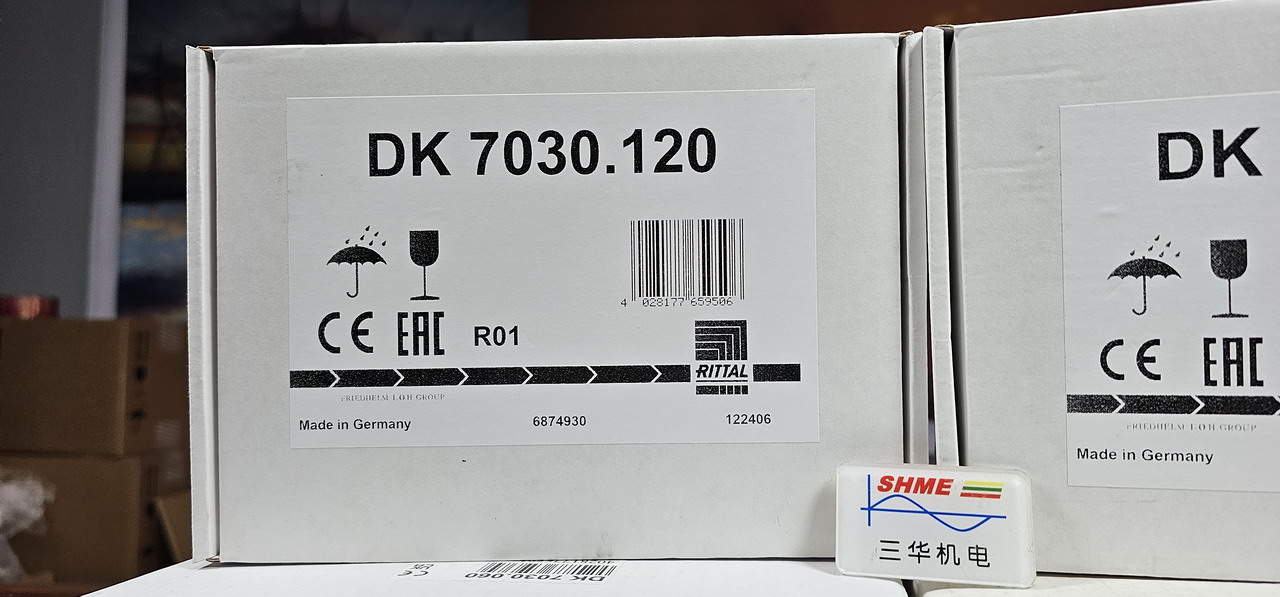 DK 7030.120
4 028177 659506
CE EAC R01
RITTAL
FRIEDHELM LOH GROUP
Made in Germany 6874930 122406
DK
CE EAC
FRIEDHELM LOH GROUP
Made in Germany
SHME
三华机电
DK 7030.060
CE